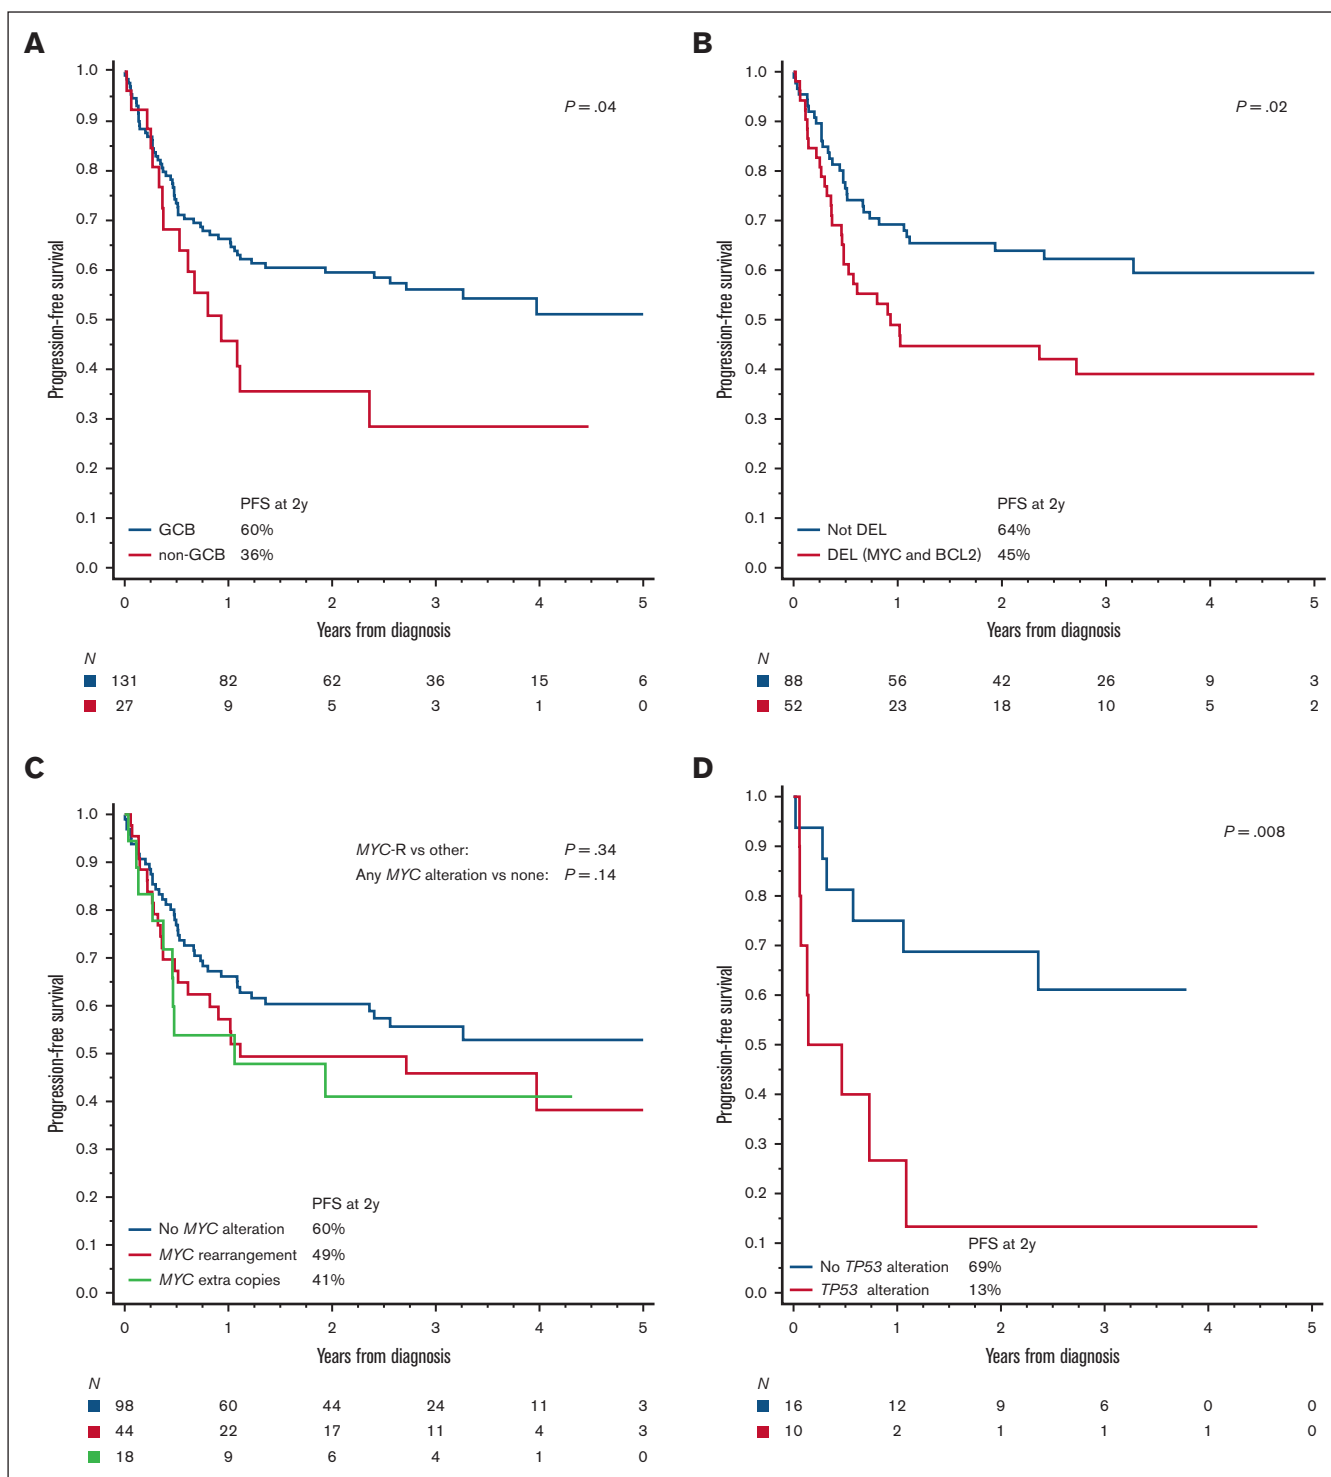 A
1.0
0.9
0.8
0.7
0.6
0.5
0.4
0.3
0.2
0.1
0.0
Progression-free survival
P = .04
PFS at 2y
GCB 60%
non-GCB 36%
0 1 2 3 4 5
Years from diagnosis
N
131 82 62 36 15 6
27 9 5 3 1 0
B
1.0
0.9
0.8
0.7
0.6
0.5
0.4
0.3
0.2
0.1
0.0
Progression-free survival
P = .02
PFS at 2y
Not DEL 64%
DEL (MYC and BCL2) 45%
0 1 2 3 4 5
Years from diagnosis
N
88 56 42 26 9 3
52 23 18 10 5 2
C
1.0
0.9
0.8
0.7
0.6
0.5
0.4
0.3
0.2
0.1
0.0
Progression-free survival
MYC-R vs other: P = .34
Any MYC alteration vs none: P = .14
PFS at 2y
No MYC alteration 60%
MYC rearrangement 49%
MYC extra copies 41%
0 1 2 3 4 5
Years from diagnosis
N
98 60 44 24 11 3
44 22 17 11 4 3
18 9 6 4 1 0
D
1.0
0.9
0.8
0.7
0.6
0.5
0.4
0.3
0.2
0.1
0.0
Progression-free survival
P = .008
PFS at 2y
No TP53 alteration 69%
TP53 alteration 13%
0 1 2 3 4 5
Years from diagnosis
N
16 12 9 6 0 0
10 2 1 1 1 0